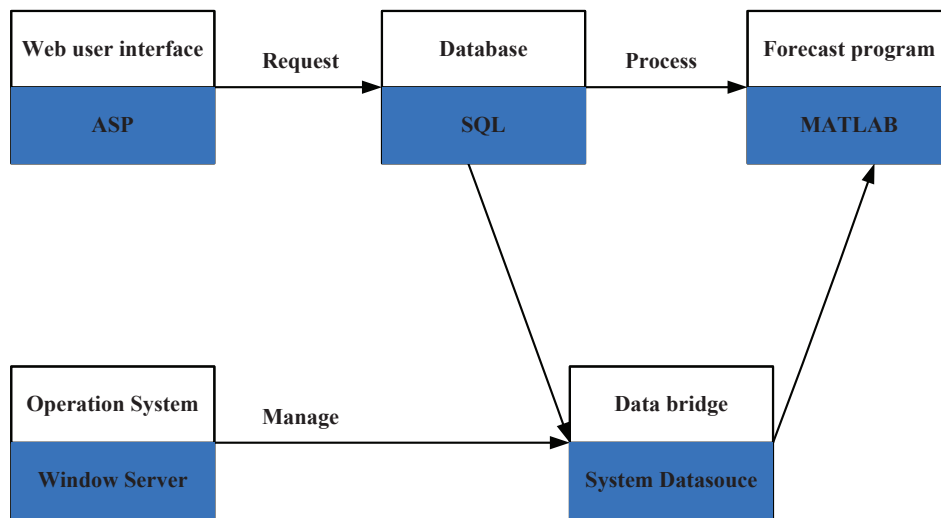 Web user interface
Request
Database
Process
Forecast program
ASP
SQL
MATLAB
Operation System
Manage
Data bridge
Window Server
System Datasouce